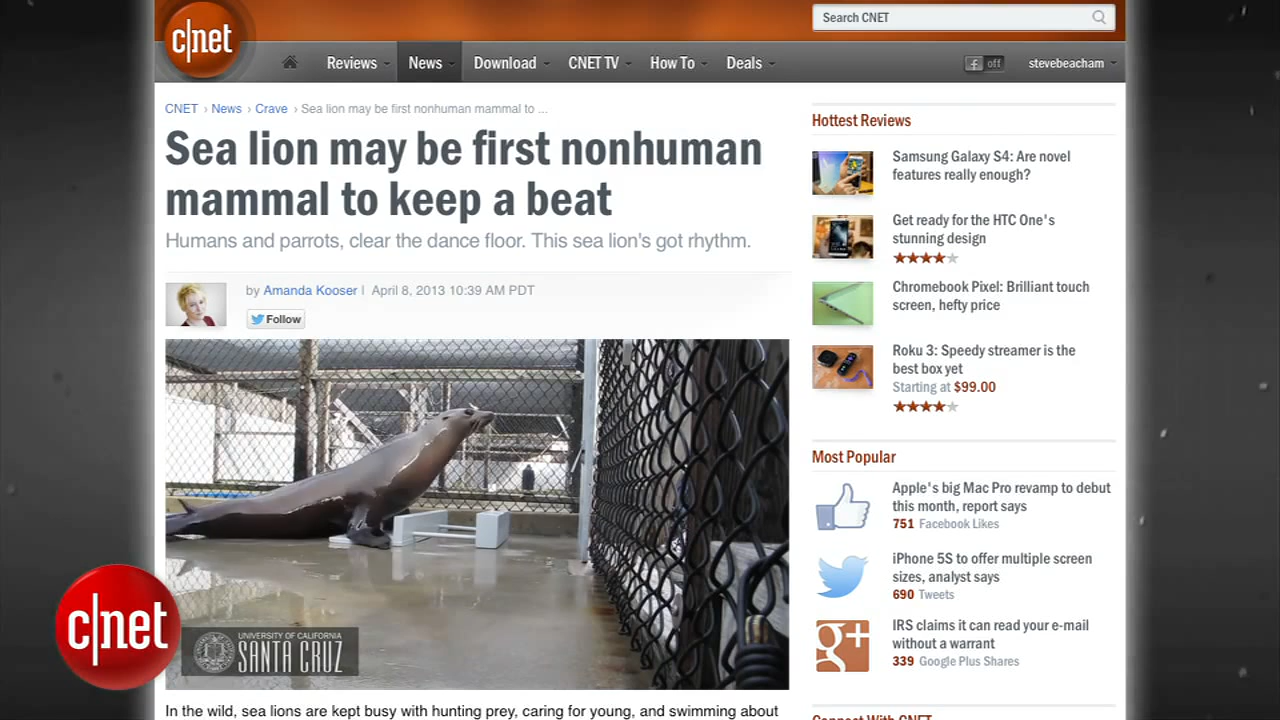 c|net
Search CNET
Reviews
News
Download
CNET TV
How To
Deals
off
stevebeacham
CNET › News › Crave › Sea lion may be first nonhuman mammal to ...
Sea lion may be first nonhuman
mammal to keep a beat
Humans and parrots, clear the dance floor. This sea lion's got rhythm.
by Amanda Kooser | April 8, 2013 10:39 AM PDT
Follow
UNIVERSITY OF CALIFORNIA
SANTA CRUZ
c|net
In the wild, sea lions are kept busy with hunting prey, caring for young, and swimming about
Hottest Reviews
Samsung Galaxy S4: Are novel
features really enough?
Get ready for the HTC One's
stunning design
Chromebook Pixel: Brilliant touch
screen, hefty price
Roku 3: Speedy streamer is the
best box yet
Starting at $99.00
Most Popular
Apple's big Mac Pro revamp to debut
this month, report says
751 Facebook Likes
iPhone 5S to offer multiple screen
sizes, analyst says
690 Tweets
g+
IRS claims it can read your e-mail
without a warrant
339 Google Plus Shares
Connect With CNET